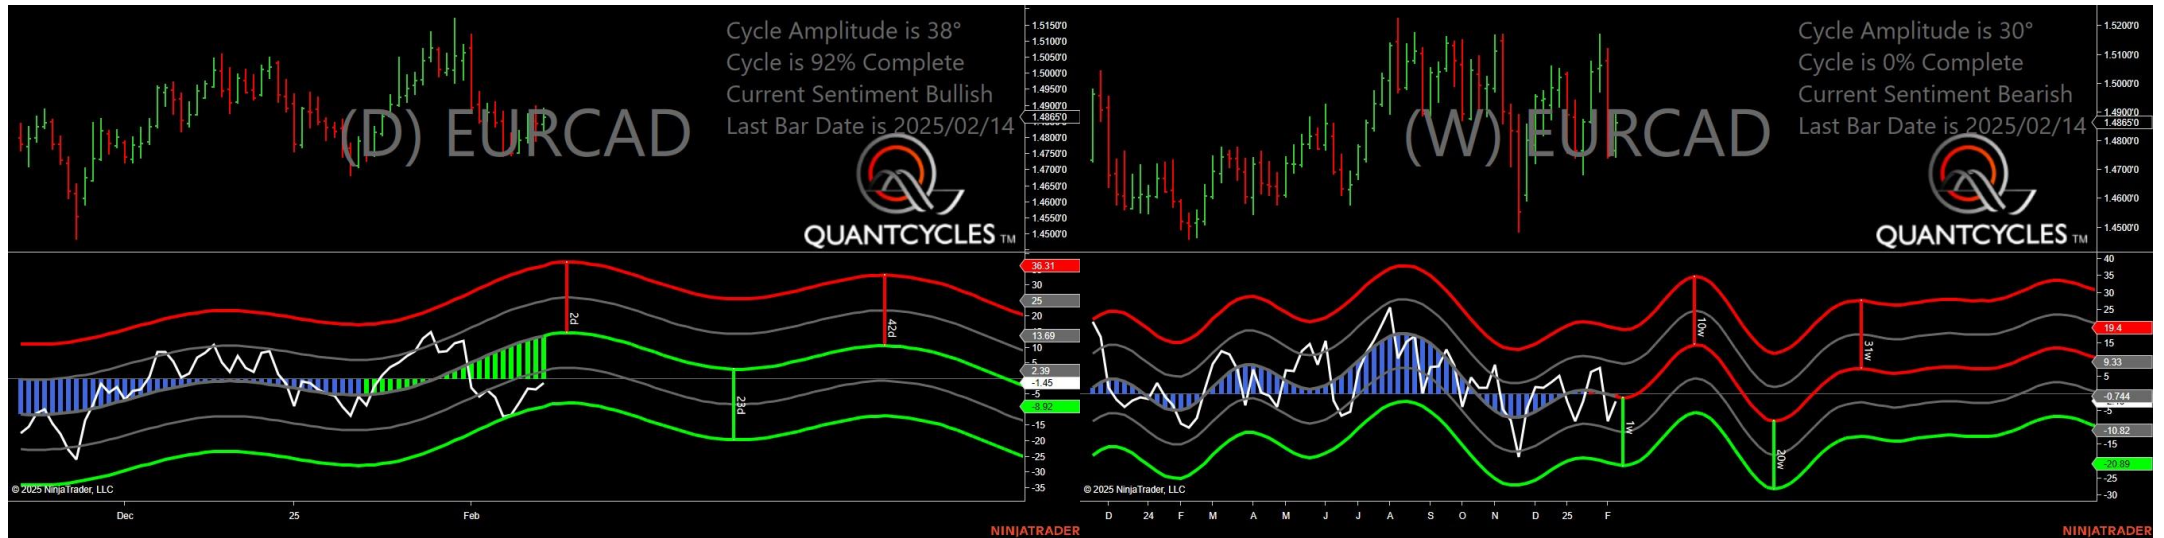 Cycle Amplitude is 38°
Cycle is 92% Complete
Current Sentiment Bullish
Last Bar Date is 2025/02/14
(D) EURCAD
QUANTCYCLES TM
1.5150'0
1.5100'0
1.5050'0
1.5000'0
1.4950'0
1.4900'0
1.4865'0
1.4800'0
1.4750'0
1.4700'0
1.4650'0
1.4600'0
1.4550'0
1.4500'0
36.31
30
25
20
13.69
10
2.39
-1.45
-5
-8.92
-15
-20
-25
-30
-35
2d
42d
23d
© 2025 NinjaTrader, LLC
Dec
25
Feb
NINJATRADER
Cycle Amplitude is 30°
Cycle is 0% Complete
Current Sentiment Bearish
Last Bar Date is 2025/02/14
(W) EURCAD
QUANTCYCLES TM
1.5200'0
1.5100'0
1.5000'0
1.4900'0
1.4865'0
1.4800'0
1.4700'0
1.4600'0
1.4500'0
40
35
30
25
19.4
15
9.33
5
-0.744
-5
-10.82
-15
-20.89
-25
-30
10w
31w
1w
20w
© 2025 NinjaTrader, LLC
D 24 F M A M J J A S O N D 25 F
NINJATRADER